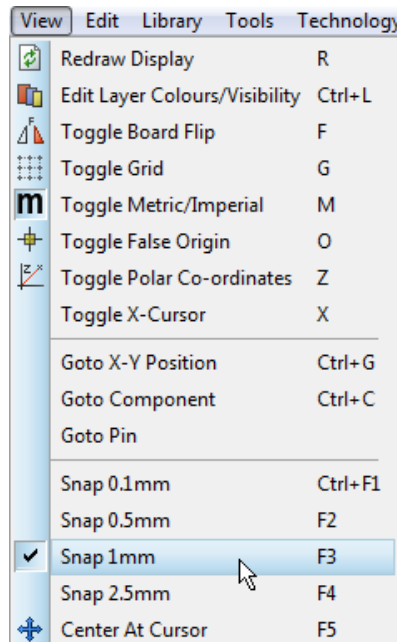 View Edit Library Tools Technology
Redraw Display R
Edit Layer Colours/Visibility Ctrl+L
Toggle Board Flip F
Toggle Grid G
m Toggle Metric/Imperial M
Toggle False Origin O
Toggle Polar Co-ordinates Z
Toggle X-Cursor X
Goto X-Y Position Ctrl+G
Goto Component Ctrl+C
Goto Pin
Snap 0.1mm Ctrl+F1
Snap 0.5mm F2
Snap 1mm F3
Snap 2.5mm F4
Center At Cursor F5